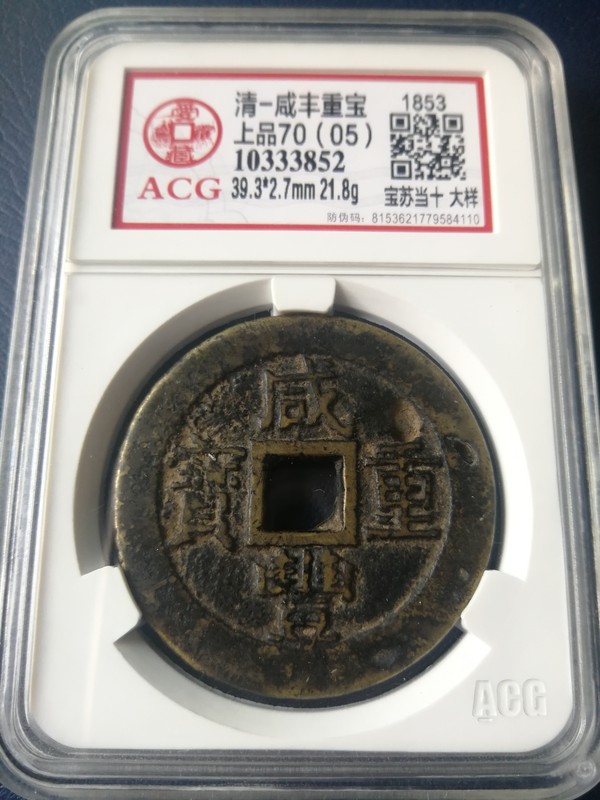 清-咸丰重宝
1853
上品70（05）
10333852
ACG
39.3*2.7mm 21.8g
宝苏当十 大样
防伪码: 8153621779584110
咸
豐
重
寶
ACG